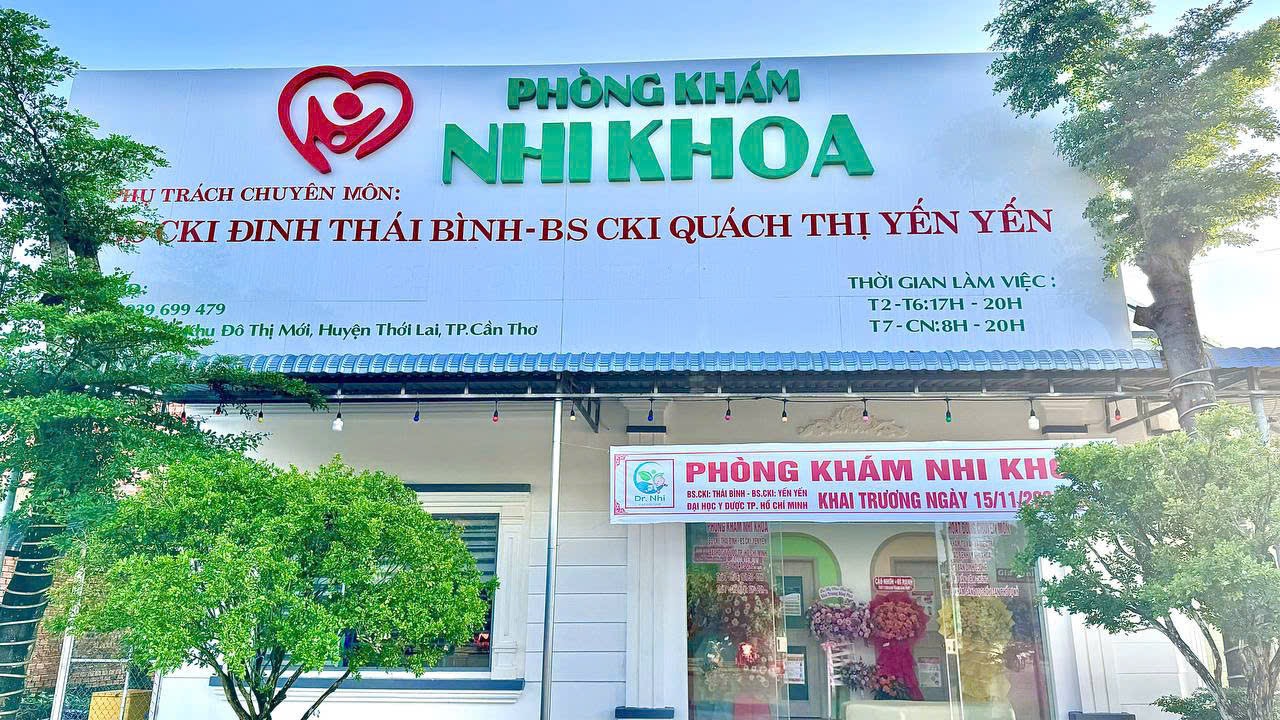 PHÒNG KHÁM
NHI KHOA
TRÁCH CHUYÊN MÔN:
CKI ĐINH THÁI BÌNH-BS CKI QUÁCH THỊ YẾN YẾN
699 479
Đô Thị Mới, Huyện Thới Lai, TP.Cần Thơ
THỜI GIAN LÀM VIỆC :
T2-T6:17H - 20H
T7-CN:8H - 20H
Dr. Nhi
PHÒNG KHÁM NHI
BS.CKI: THÁI BÌNH - BS.CKI: YẾN YẾN
ĐẠI HỌC Y DƯỢC TP. HỒ CHÍ MINH
KHAI TRƯƠNG NGÀY 15/11/
PHÒNG KHÁM NHI KHOA